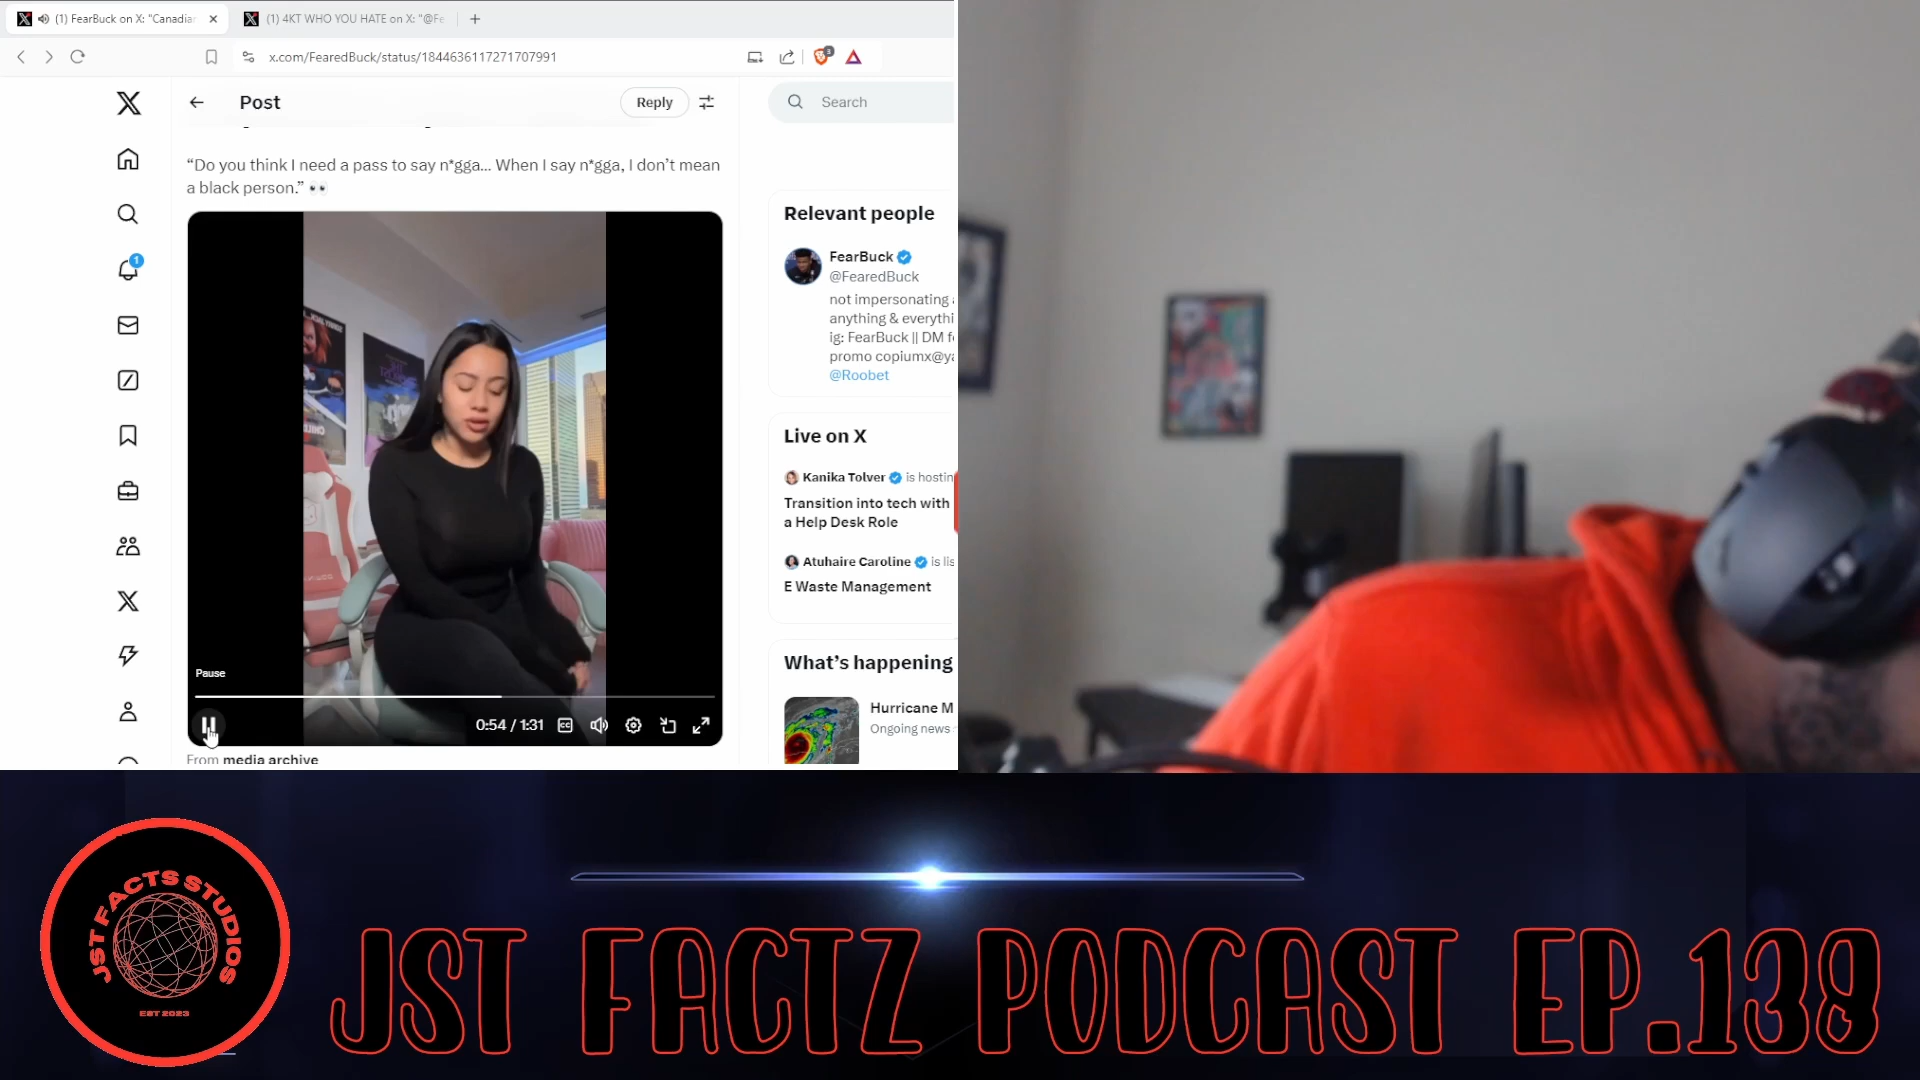 (1) FearBuck on X: "Canadia
(1) 4KT WHO YOU HATE on X: "@Fe
x.com/FearedBuck/status/1844636117271707991
3
Post
Reply
Search
“Do you think I need a pass to say n*gga... When I say n*gga, I don’t mean
a black person.” 👀
1
Relevant people
FearBuck
@FearedBuck
not impersonating
anything & everythi
ig: FearBuck || DM f
promo copiumx@y
@Roobet
Live on X
Kanika Tolver is hostin
Transition into tech with
a Help Desk Role
Atuhaire Caroline is lis
E Waste Management
What’s happening
Hurricane M
Ongoing news
Pause
0:54 / 1:31
CC
From media archive
JST FACTS STUDIOS
EST 2023
JST FACTZ PODCAST EP.138